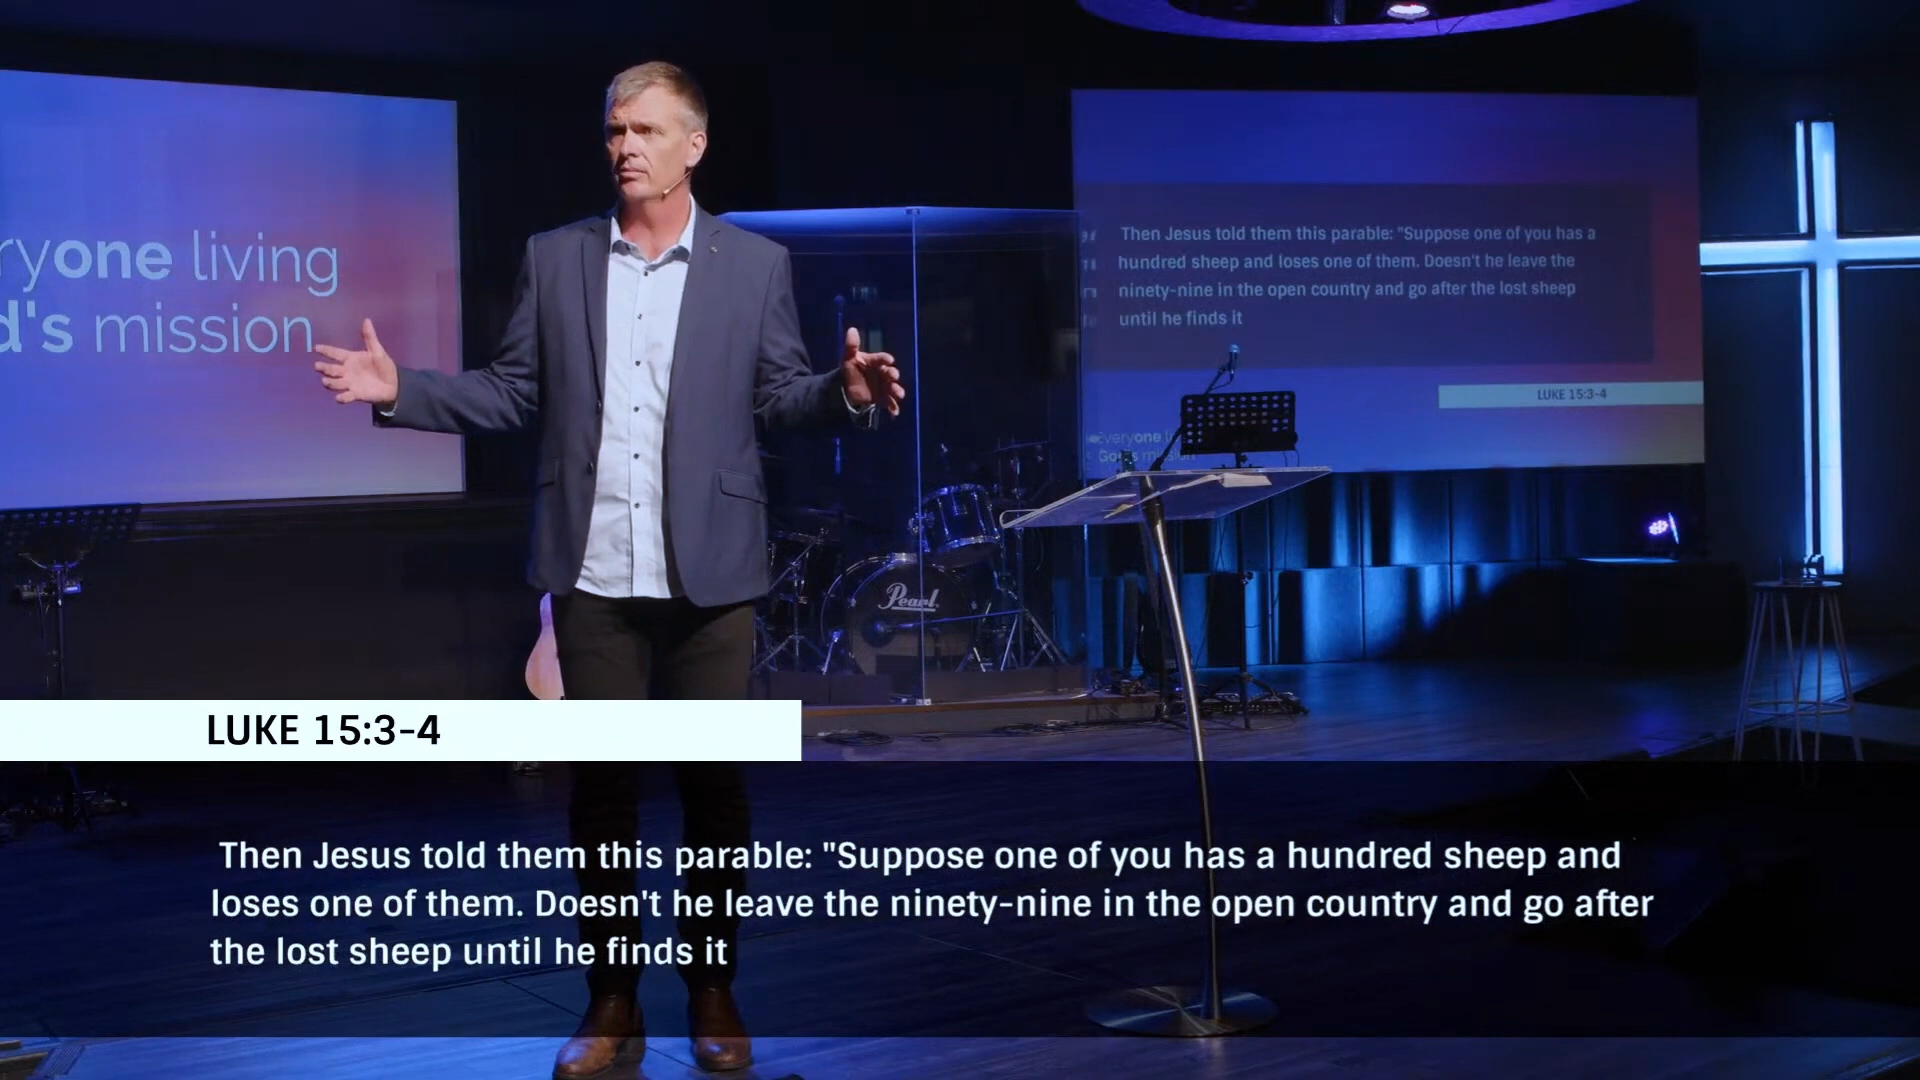 ryone living
d's mission
Then Jesus told them this parable: "Suppose one of you has a
hundred sheep and loses one of them. Doesn't he leave the
ninety-nine in the open country and go after the lost sheep
until he finds it
LUKE 15:3-4
Everyone li
God's mission
Pearl
LUKE 15:3-4
Then Jesus told them this parable: "Suppose one of you has a hundred sheep and
loses one of them. Doesn't he leave the ninety-nine in the open country and go after
the lost sheep until he finds it